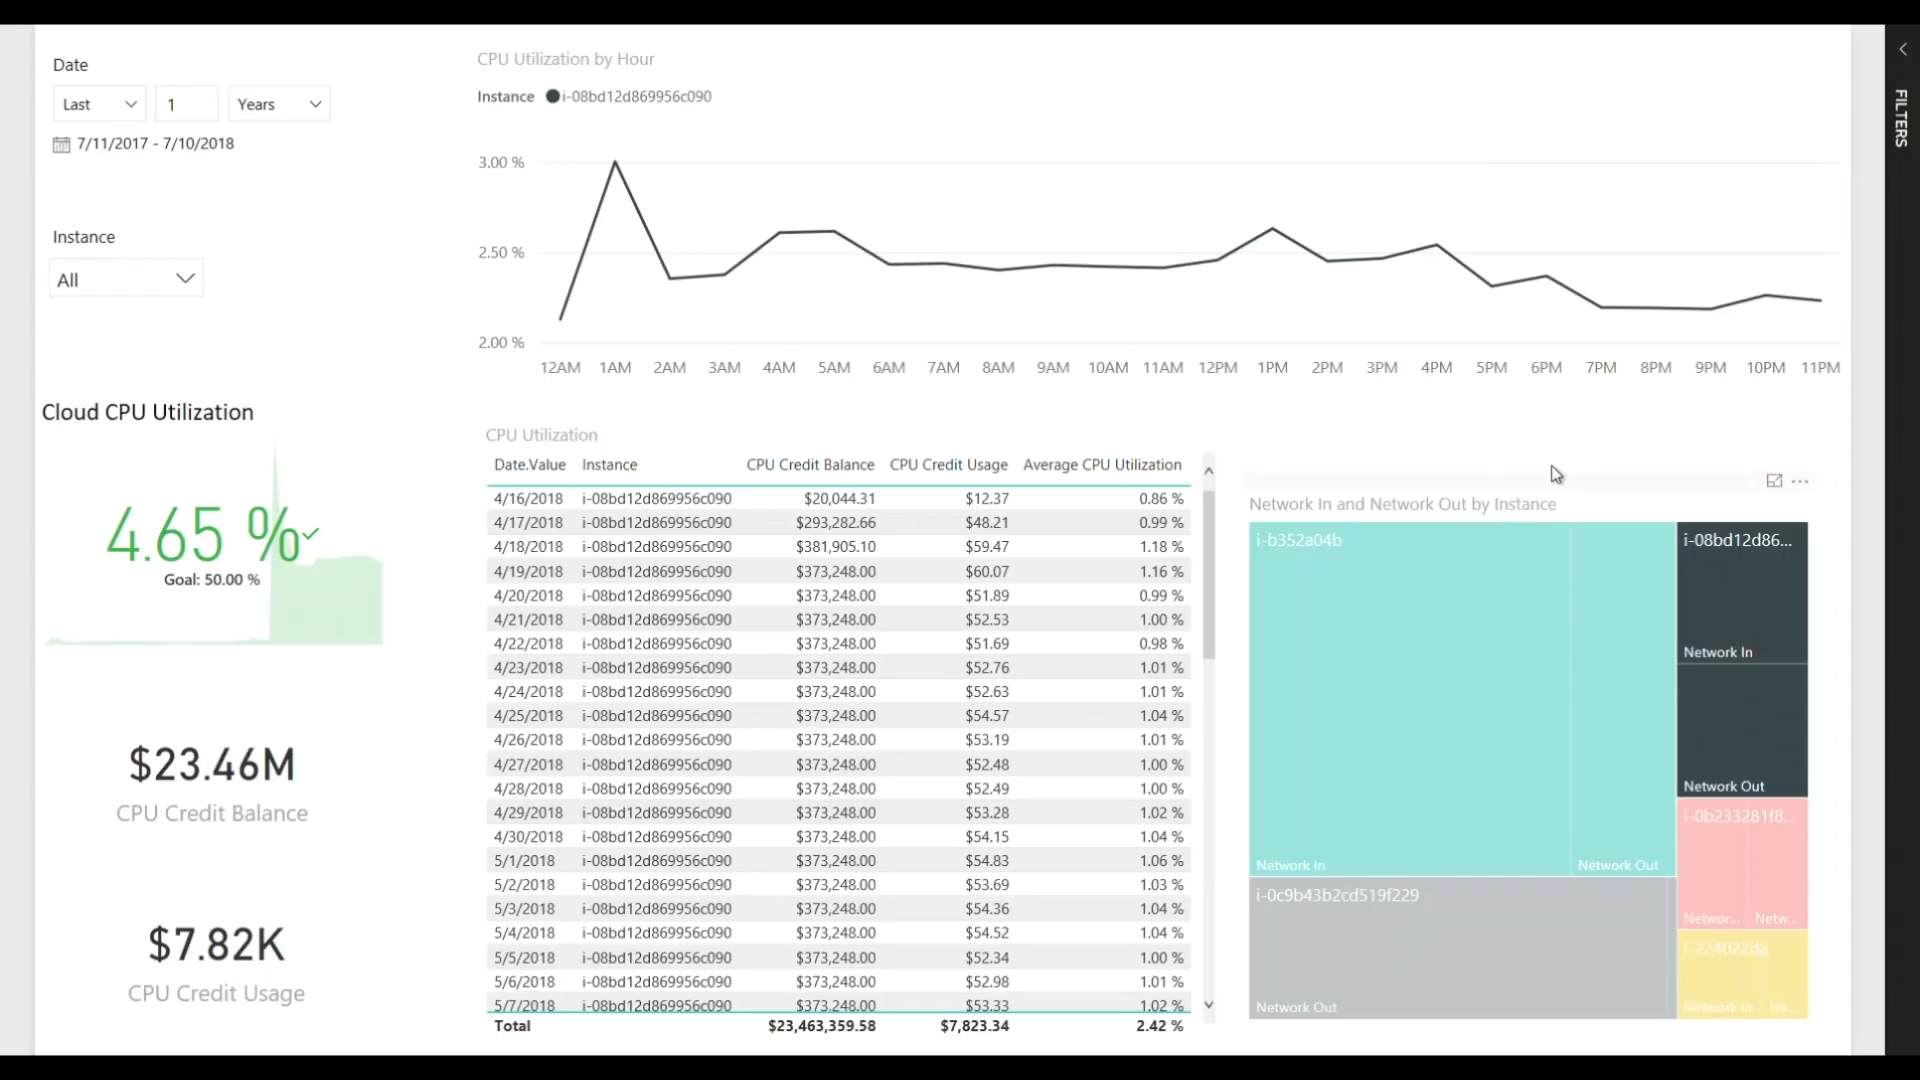 Date
Last 1 Years
7/11/2017 - 7/10/2018
Instance
All
Cloud CPU Utilization
4.65 %
Goal: 50.00 %
$23.46M
CPU Credit Balance
$7.82K
CPU Credit Usage
CPU Utilization by Hour
Instance i-08bd12d869956c090
3.00 %
2.50 %
2.00 %
12AM 1AM 2AM 3AM 4AM 5AM 6AM 7AM 8AM 9AM 10AM 11AM 12PM 1PM 2PM 3PM 4PM 5PM 6PM 7PM 8PM 9PM 10PM 11PM
CPU Utilization
Date.Value Instance CPU Credit Balance CPU Credit Usage Average CPU Utilization
4/16/2018 i-08bd12d869956c090 $20,044.31 $12.37 0.86 %
4/17/2018 i-08bd12d869956c090 $293,282.66 $48.21 0.99 %
4/18/2018 i-08bd12d869956c090 $381,905.10 $59.47 1.18 %
4/19/2018 i-08bd12d869956c090 $373,248.00 $60.07 1.16 %
4/20/2018 i-08bd12d869956c090 $373,248.00 $51.89 0.99 %
4/21/2018 i-08bd12d869956c090 $373,248.00 $52.53 1.00 %
4/22/2018 i-08bd12d869956c090 $373,248.00 $51.69 0.98 %
4/23/2018 i-08bd12d869956c090 $373,248.00 $52.76 1.01 %
4/24/2018 i-08bd12d869956c090 $373,248.00 $52.63 1.01 %
4/25/2018 i-08bd12d869956c090 $373,248.00 $54.57 1.04 %
4/26/2018 i-08bd12d869956c090 $373,248.00 $53.19 1.01 %
4/27/2018 i-08bd12d869956c090 $373,248.00 $52.48 1.00 %
4/28/2018 i-08bd12d869956c090 $373,248.00 $52.49 1.00 %
4/29/2018 i-08bd12d869956c090 $373,248.00 $53.28 1.02 %
4/30/2018 i-08bd12d869956c090 $373,248.00 $54.15 1.04 %
5/1/2018 i-08bd12d869956c090 $373,248.00 $54.83 1.06 %
5/2/2018 i-08bd12d869956c090 $373,248.00 $53.69 1.03 %
5/3/2018 i-08bd12d869956c090 $373,248.00 $54.36 1.04 %
5/4/2018 i-08bd12d869956c090 $373,248.00 $54.52 1.04 %
5/5/2018 i-08bd12d869956c090 $373,248.00 $52.34 1.00 %
5/6/2018 i-08bd12d869956c090 $373,248.00 $52.98 1.01 %
5/7/2018 i-08bd12d869956c090 $373,248.00 $53.33 1.02 %
Total $23,463,359.58 $7,823.34 2.42 %
Network In and Network Out by Instance
i-b352a04b
Network In
Network Out
i-08bd12d86...
Network In
Network Out
i-0c9b43b2cd519f229
Network Out
i-0b233281f8...
Networ... Netw...
i-224022da
Network In Ne...
FILTERS